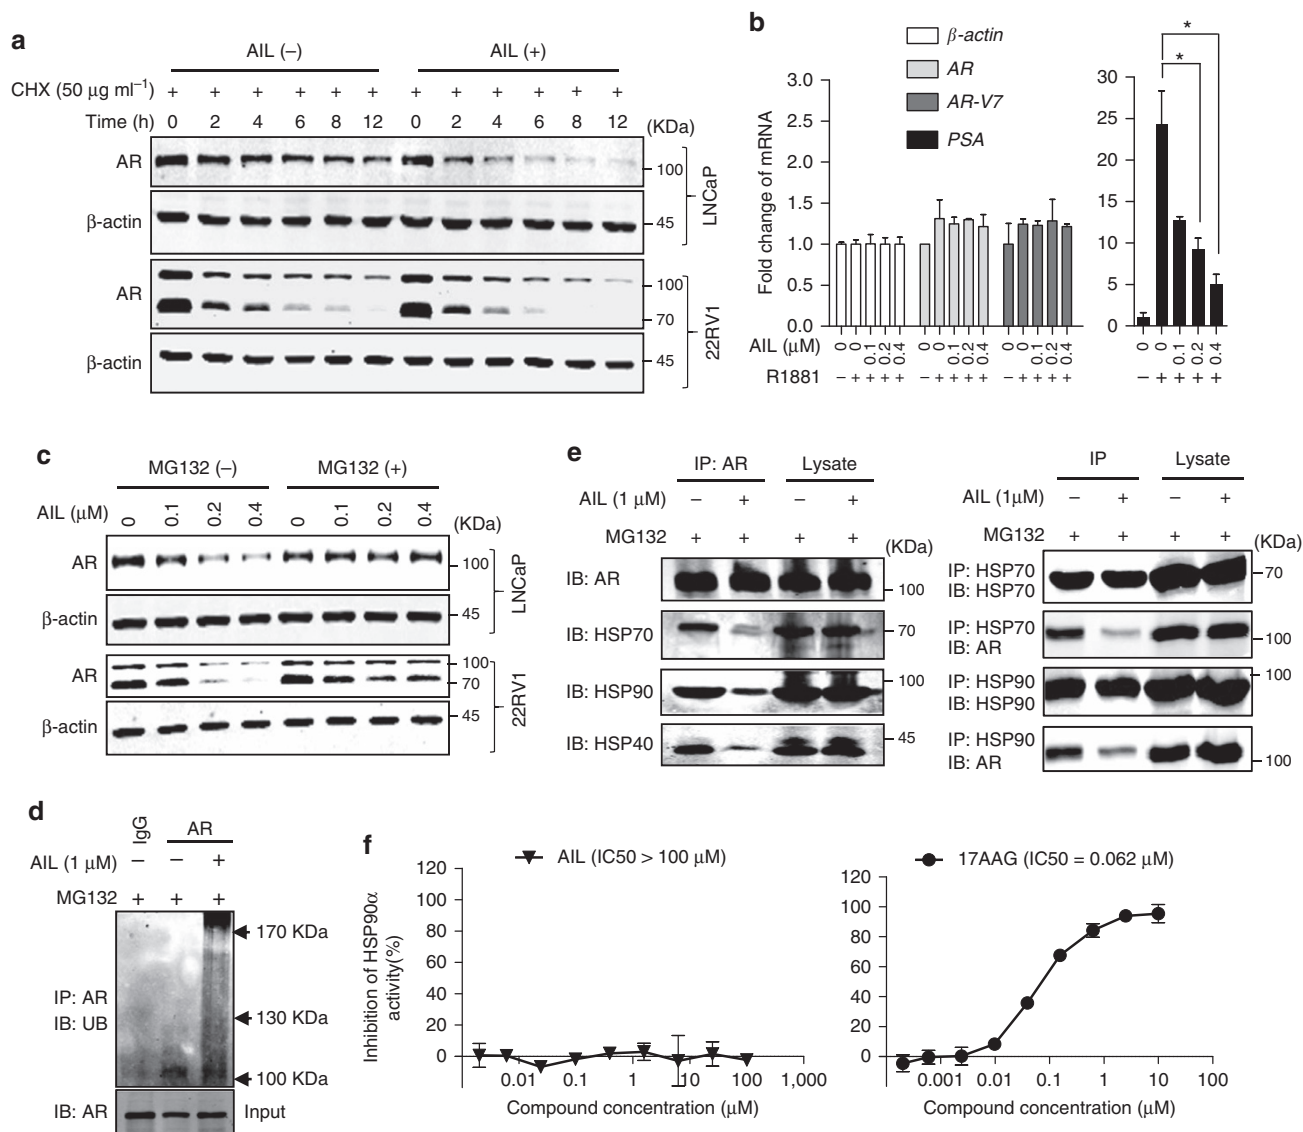 a
AIL (–) AIL (+)
CHX (50 μg ml⁻¹) + + + + + + + + + + + +
Time (h) 0 2 4 6 8 12 0 2 4 6 8 12 (KDa)
AR 100
β-actin 45
LNCaP
AR 100
70
β-actin 45
22RV1
b
β-actin
AR
AR-V7
PSA
Fold change of mRNA
3.0
2.5
2.0
1.5
1.0
0.5
0.0
30
25
20
15
10
5
0
* *
AIL (μM) 0 0 0.1 0.2 0.4 0 0 0.1 0.2 0.4 0 0 0.1 0.2 0.4 0 0 0.1 0.2 0.4
R1881 – + + + + – + + + + – + + + + – + + + +
c
MG132 (–) MG132 (+)
AIL (μM) 0 0.1 0.2 0.4 0 0.1 0.2 0.4 (KDa)
AR 100
β-actin 45
LNCaP
AR 100
70
β-actin 45
22RV1
d
IgG AR
AIL (1 μM) – – +
MG132 + + +
170 KDa
IP: AR
IB: UB
130 KDa
100 KDa
IB: AR Input
e
IP: AR Lysate
AIL (1 μM) – + – +
MG132 + + + + (KDa)
IB: AR 100
IB: HSP70 70
IB: HSP90 100
IB: HSP40 45
IP Lysate
AIL (1μM) – + – +
MG132 + + + + (KDa)
IP: HSP70
IB: HSP70 70
IP: HSP70
IB: AR 100
IP: HSP90 100
IB: HSP90
IP: HSP90
IB: AR 100
f
AIL (IC50 > 100 μM)
Inhibition of HSP90α
activity(%)
120
100
80
60
40
20
0
0.01 0.1 1 10 100 1,000
Compound concentration (μM)
17AAG (IC50 = 0.062 μM)
120
100
80
60
40
20
0
0.001 0.01 0.1 1 10 100
Compound concentration (μM)